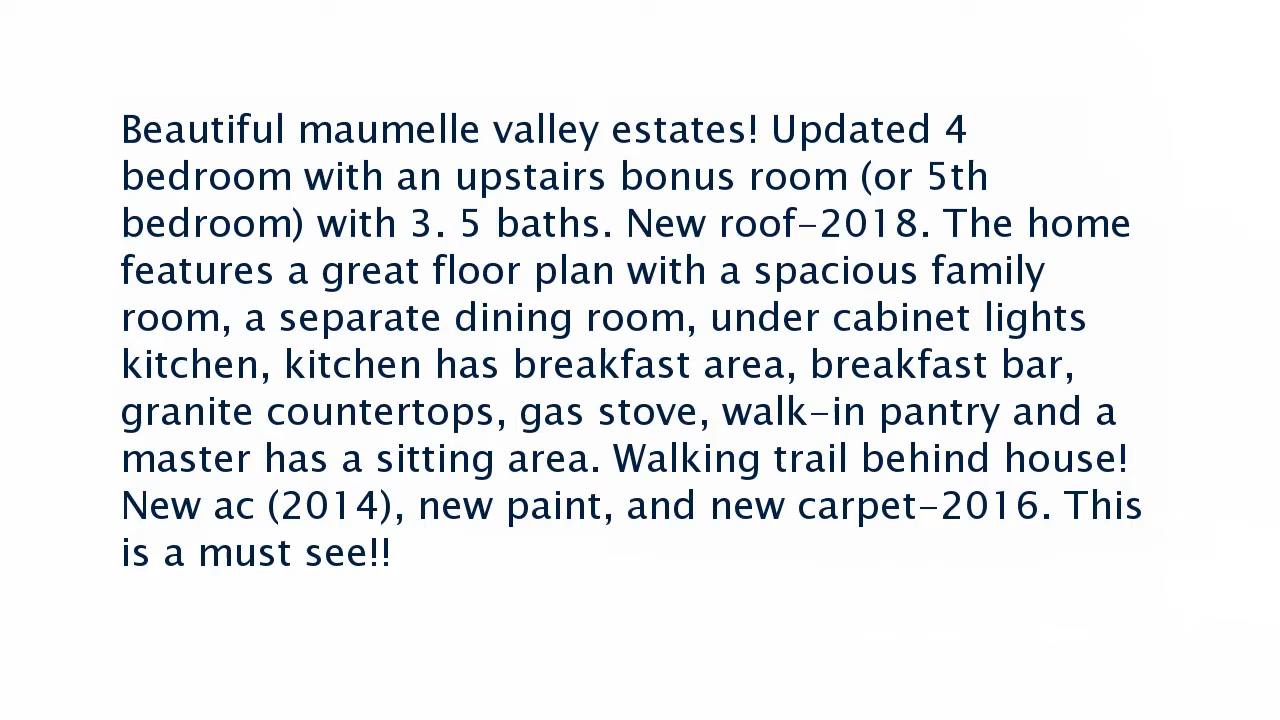 Beautiful maumelle valley estates! Updated 4
bedroom with an upstairs bonus room (or 5th
bedroom) with 3. 5 baths. New roof-2018. The home
features a great floor plan with a spacious family
room, a separate dining room, under cabinet lights
kitchen, kitchen has breakfast area, breakfast bar,
granite countertops, gas stove, walk-in pantry and a
master has a sitting area. Walking trail behind house!
New ac (2014), new paint, and new carpet-2016. This
is a must see!!